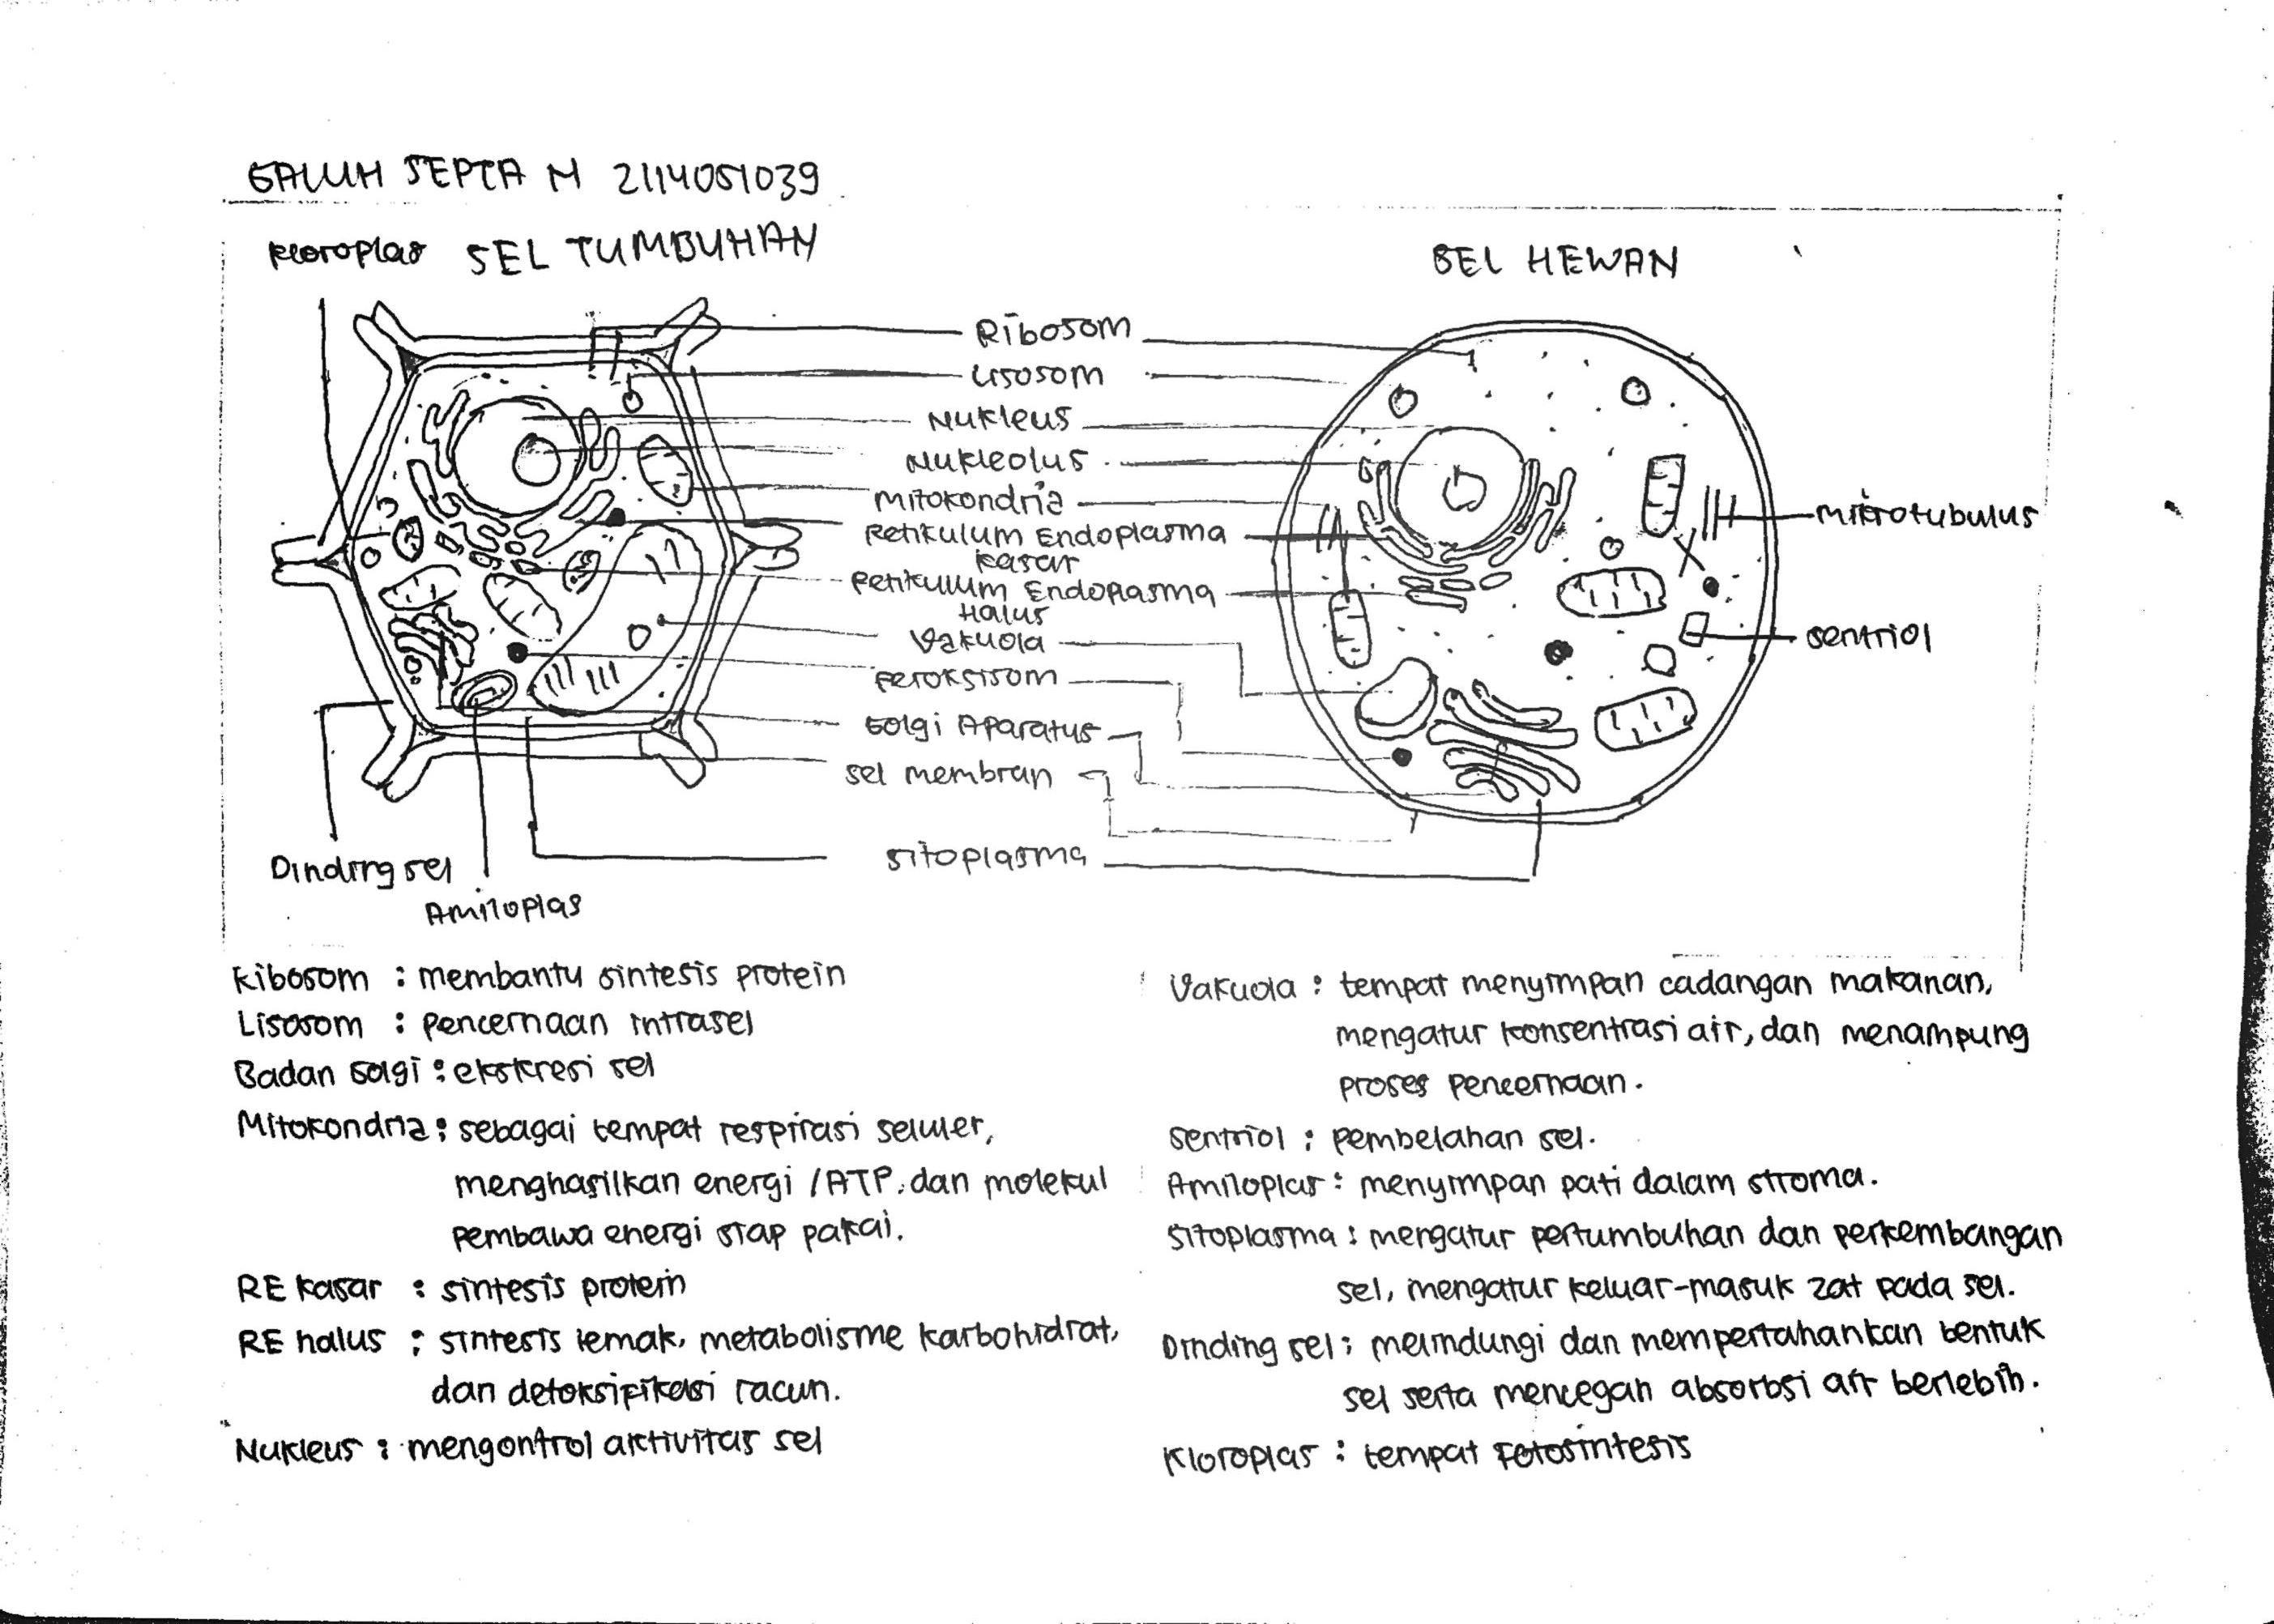 GALUH SEPTA M 2114051039
Kloroplas SEL TUMBUHAN
SEL HEWAN
Ribosom
Lisosom
Nukleus
Nukleolus
Mitokondria
Retikulum Endoplasma
Kasar
Retikulum Endoplasma
Halus
Vakuola
Peroksisom
Golgi Aparatus
sel membran
sitoplasma
mikrotubulus
sentriol
Dinding sel
Amiloplas
Ribosom : membantu sintesis protein
Lisosom : pencernaan intrasel
Badan Golgi : ekskresi sel
Mitokondria : sebagai tempat respirasi seluler,
menghasilkan energi /ATP, dan molekul
pembawa energi siap pakai.
RE kasar : sintesis protein
RE halus : sintesis lemak, metabolisme karbohidrat,
dan detoksifikasi racun.
Nukleus : mengontrol aktivitas sel
Vakuola : tempat menyimpan cadangan makanan,
mengatur konsentrasi air, dan menampung
proses pencernaan.
sentriol : pembelahan sel.
Amiloplas : menyimpan pati dalam stroma.
sitoplasma : mengatur pertumbuhan dan perkembangan
sel, mengatur keluar-masuk zat pada sel.
Dinding sel : melindungi dan mempertahankan bentuk
sel serta mencegah absorbsi air berlebih.
Kloroplas : tempat Fotosintesis